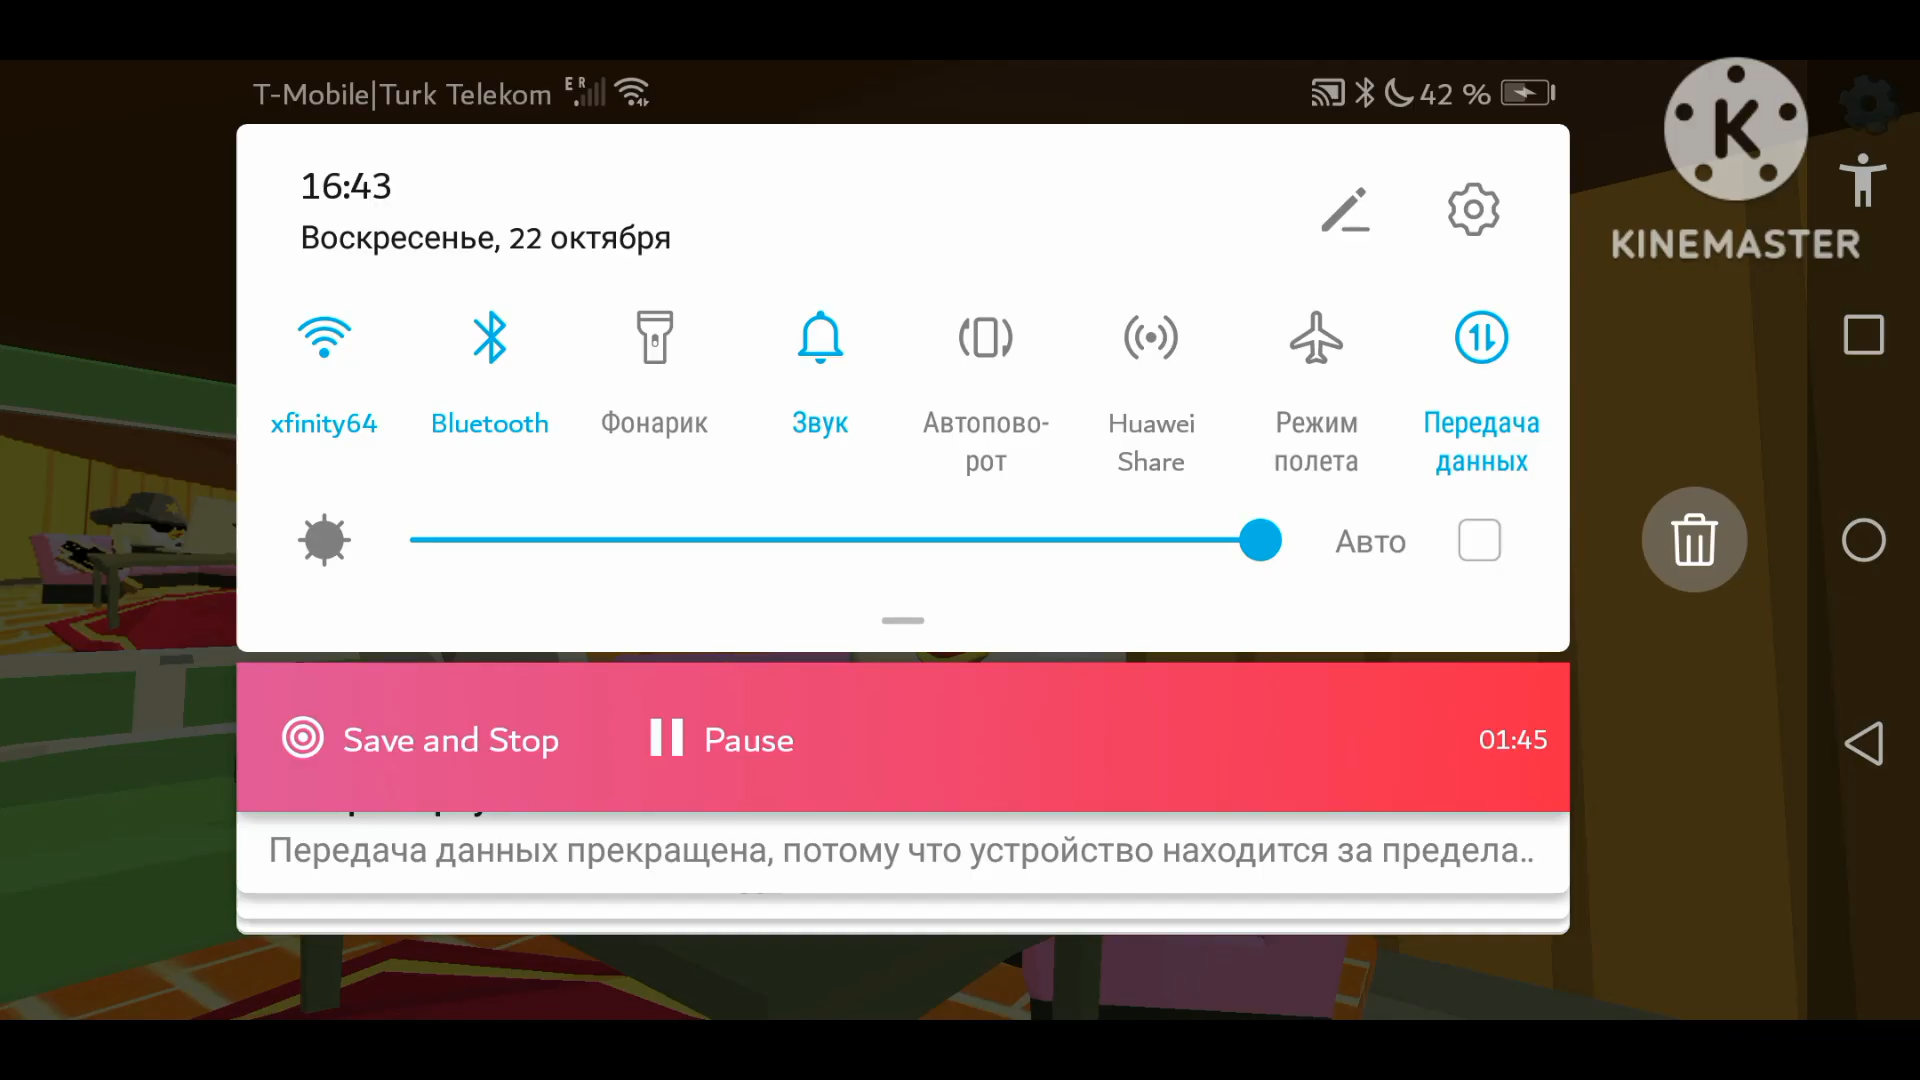 T-Mobile|Turk Telekom E R
42 %
K
KINEMASTER
16:43
Воскресенье, 22 октября
xfinity64
Bluetooth
Фонарик
Звук
Автопово-
рот
Huawei
Share
Режим
полета
Передача
данных
Авто
Save and Stop
Pause
01:45
Передача данных прекращена, потому что устройство находится за предела..